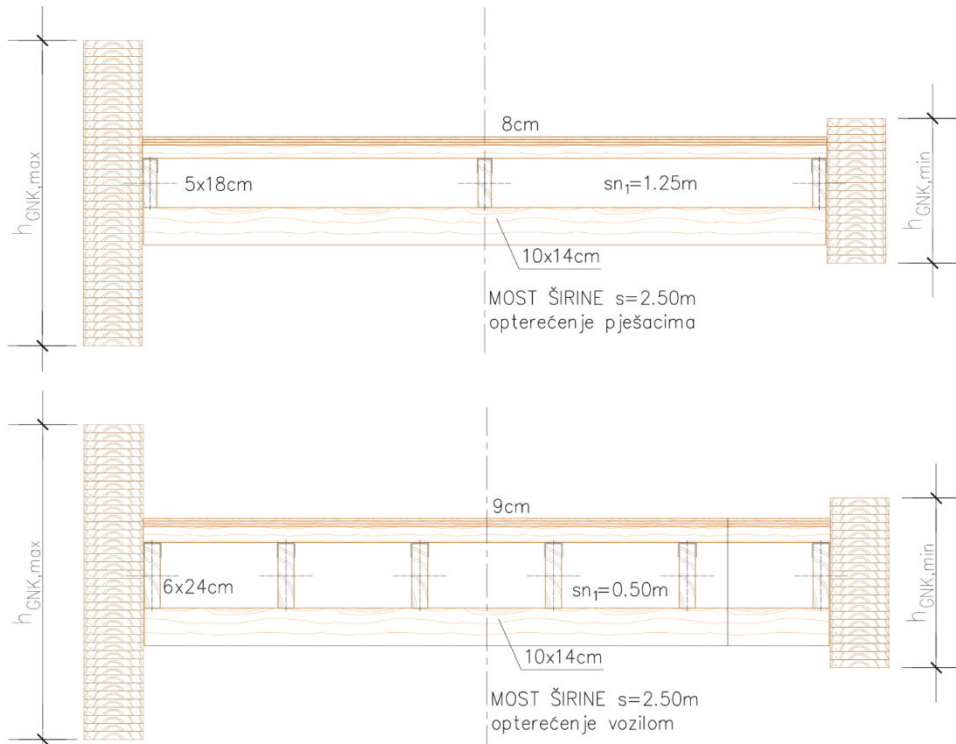 8cm
h_GNK,max
5x18cm
sn₁=1.25m
h_GNK,min
10x14cm
MOST ŠIRINE s=2.50m
opterećenje pješacima
9cm
h_GNK,max
6x24cm
sn₁=0.50m
h_GNK,min
10x14cm
MOST ŠIRINE s=2.50m
opterećenje vozilom